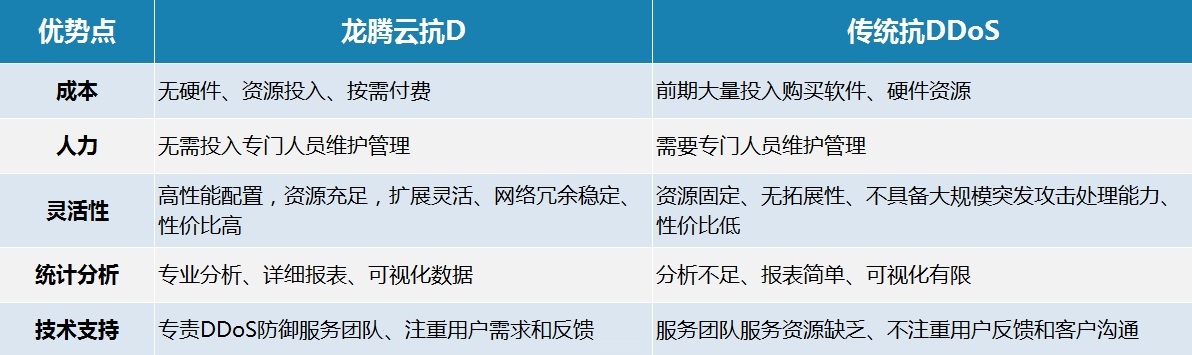 优势点 龙腾云抗D 传统抗DDoS
成本 无硬件、资源投入、按需付费 前期大量投入购买软件、硬件资源
人力 无需投入专门人员维护管理 需要专门人员维护管理
灵活性 高性能配置，资源充足，扩展灵活、网络冗余稳定、 资源固定、无拓展性、不具备大规模突发攻击处理能力、
性价比高 性价比低
统计分析 专业分析、详细报表、可视化数据 分析不足、报表简单、可视化有限
技术支持 专责DDoS防御服务团队、注重用户需求和反馈 服务团队服务资源缺乏、不注重用户反馈和客户沟通